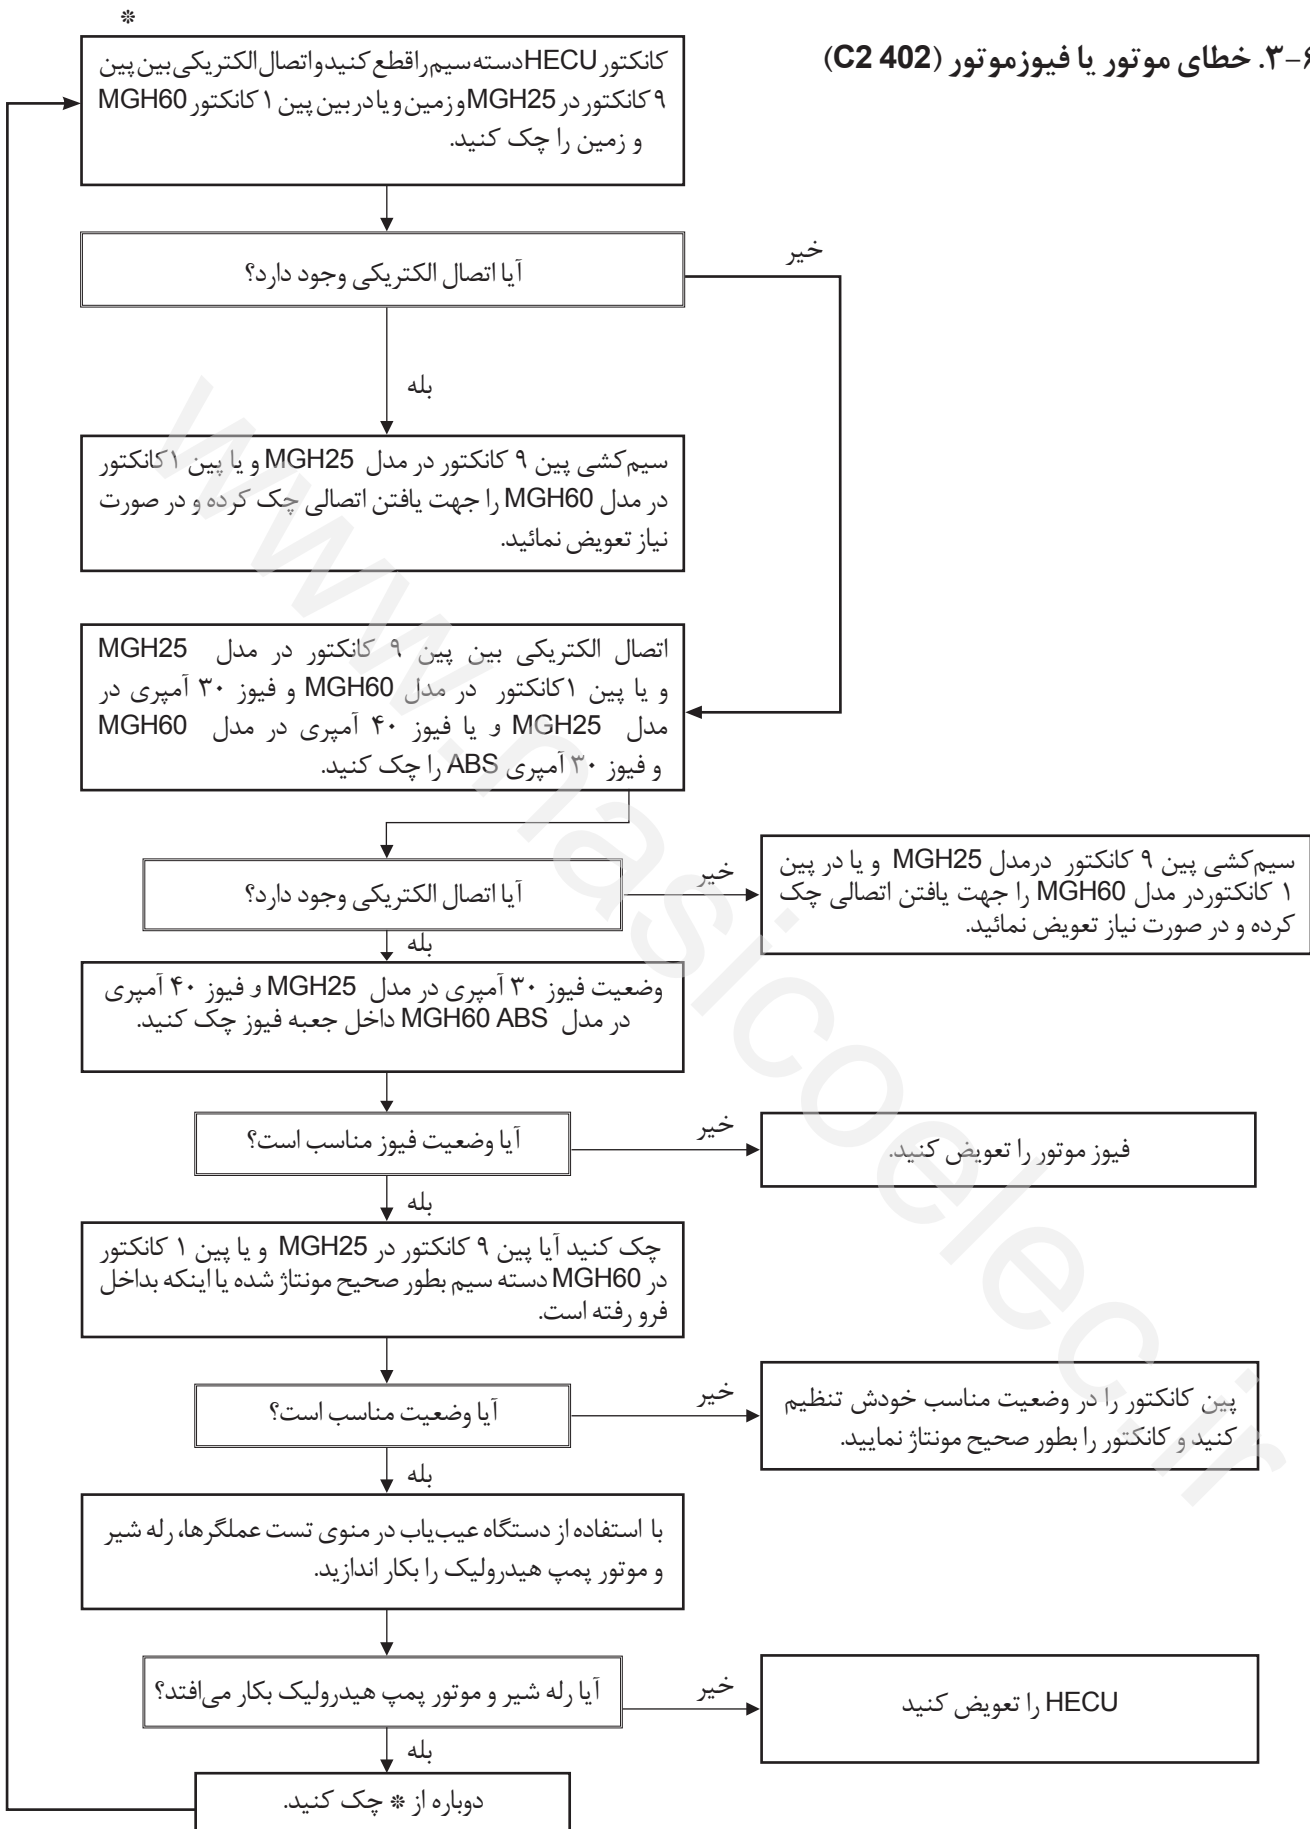 ۶-۳. خطای موتور یا فیوزموتور (C2 402)
❊
کانکتور HECU دسته سیم را قطع کنید و اتصال الکتریکی بین پین
۹ کانکتور در MGH25 و زمین و یا در بین پین ۱ کانکتور MGH60
و زمین را چک کنید.
آیا اتصال الکتریکی وجود دارد؟
خیر
بله
سیم‌کشی پین ۹ کانکتور در مدل MGH25 و یا پین ۱ کانکتور
در مدل MGH60 را جهت یافتن اتصالی چک کرده و در صورت
نیاز تعویض نمائید.
اتصال الکتریکی بین پین ۹ کانکتور در مدل MGH25
و یا پین ۱ کانکتور در مدل MGH60 و فیوز ۳۰ آمپری در
مدل MGH25 و یا فیوز ۴۰ آمپری در مدل MGH60
و فیوز ۳۰ آمپری ABS را چک کنید.
آیا اتصال الکتریکی وجود دارد؟
خیر
سیم‌کشی پین ۹ کانکتور درمدل MGH25 و یا در پین
۱ کانکتوردر مدل MGH60 را جهت یافتن اتصالی چک
کرده و در صورت نیاز تعویض نمائید.
بله
وضعیت فیوز ۳۰ آمپری در مدل MGH25 و فیوز ۴۰ آمپری
در مدل MGH60 ABS داخل جعبه فیوز چک کنید.
آیا وضعیت فیوز مناسب است؟
خیر
فیوز موتور را تعویض کنید.
بله
چک کنید آیا پین ۹ کانکتور در MGH25 و یا پین ۱ کانکتور
در MGH60 دسته سیم بطور صحیح مونتاژ شده یا اینکه بداخل
فرو رفته است.
آیا وضعیت مناسب است؟
خیر
پین کانکتور را در وضعیت مناسب خودش تنظیم
کنید و کانکتور را بطور صحیح مونتاژ نمایید.
بله
با استفاده از دستگاه عیب‌یاب در منوی تست عملگرها، رله شیر
و موتور پمپ هیدرولیک را بکار اندازید.
آیا رله شیر و موتور پمپ هیدرولیک بکار می‌افتد؟
خیر
HECU را تعویض کنید
بله
دوباره از ❊ چک کنید.
www.nasicoelec.ir